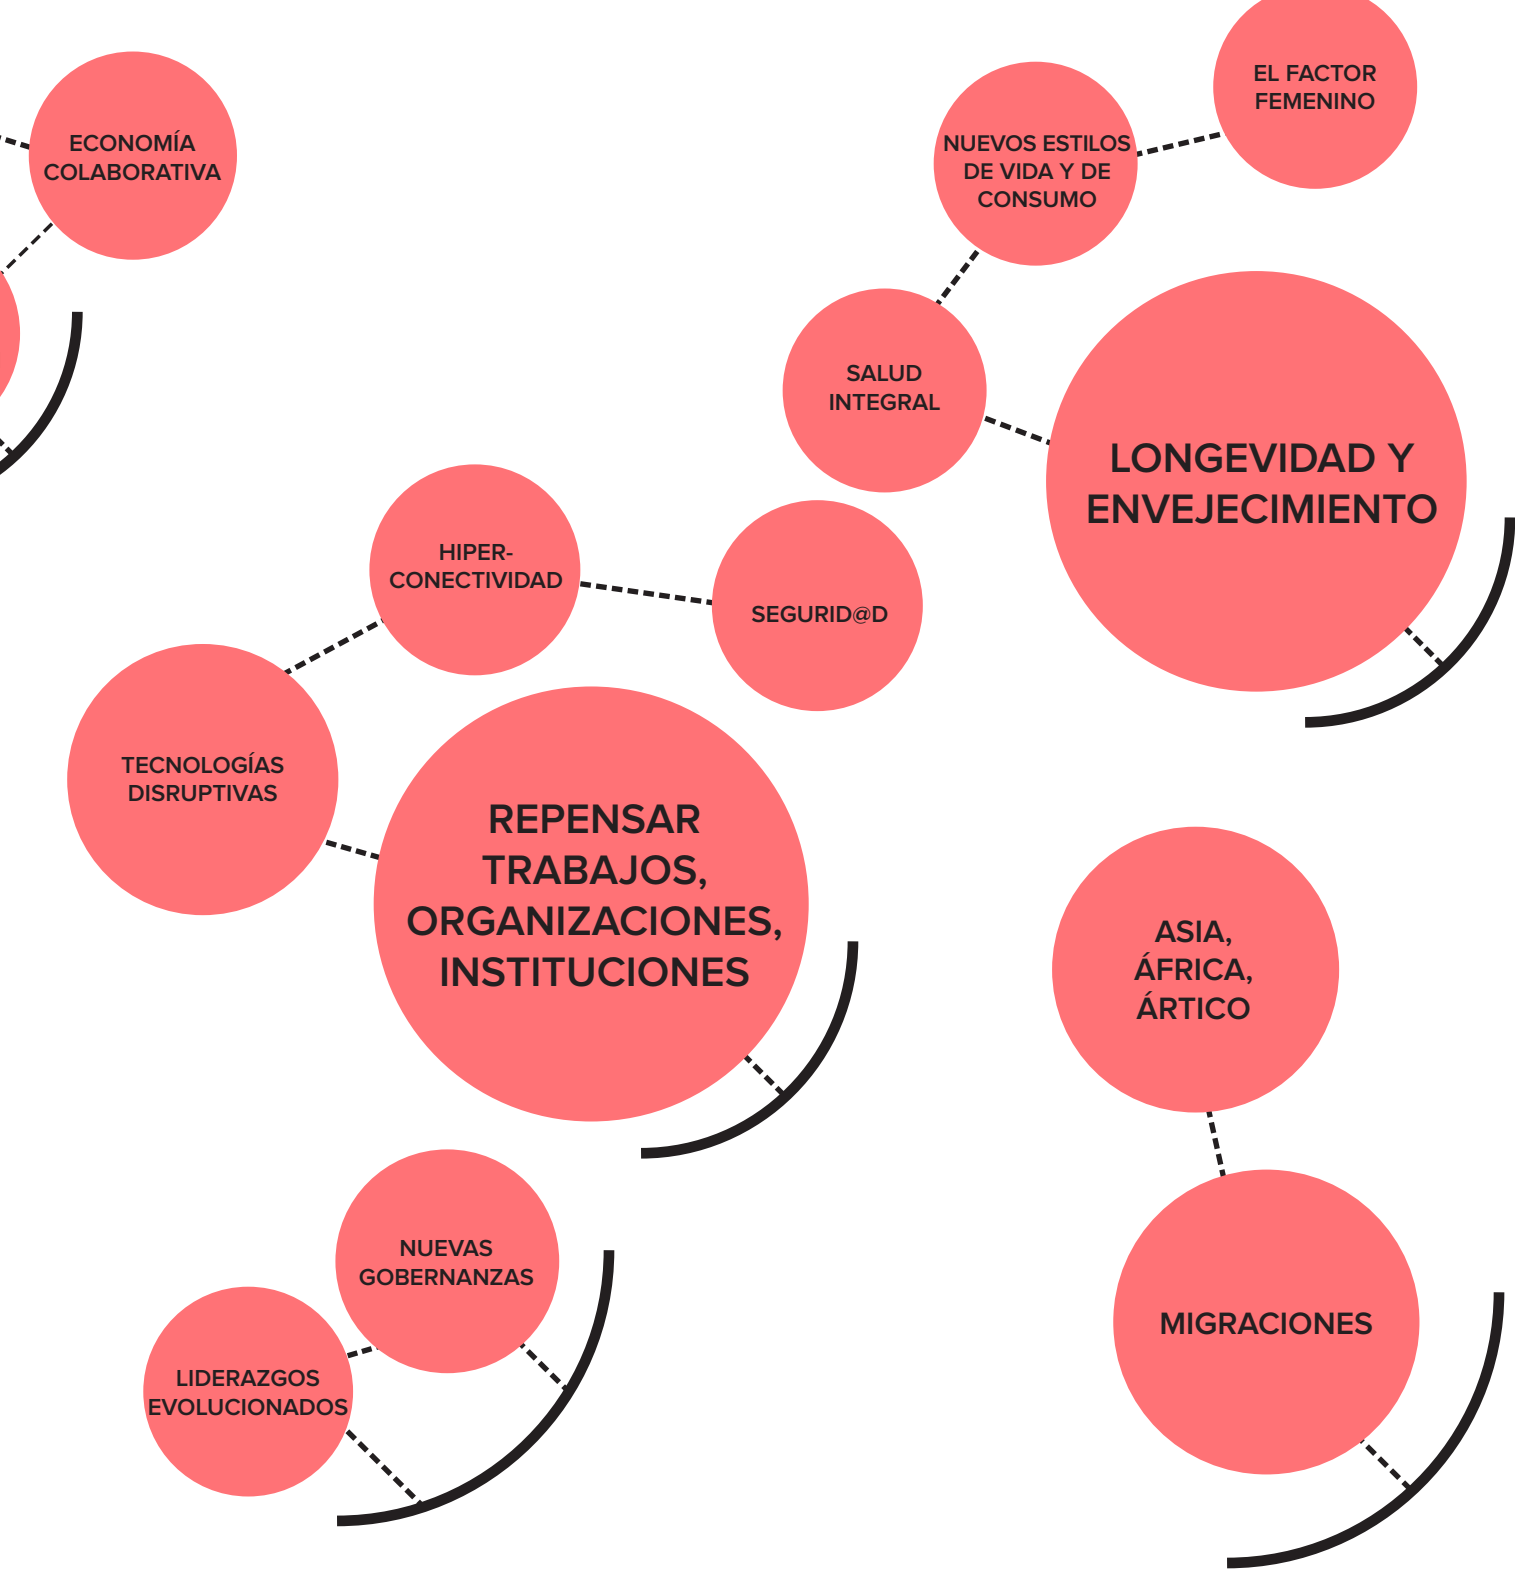 EL FACTOR
FEMENINO
ECONOMÍA
COLABORATIVA
NUEVOS ESTILOS
DE VIDA Y DE
CONSUMO
SALUD
INTEGRAL
LONGEVIDAD Y
ENVEJECIMIENTO
HIPER-
CONECTIVIDAD
SEGURID@D
TECNOLOGÍAS
DISRUPTIVAS
REPENSAR
TRABAJOS,
ORGANIZACIONES,
INSTITUCIONES
ASIA,
ÁFRICA,
ÁRTICO
NUEVAS
GOBERNANZAS
MIGRACIONES
LIDERAZGOS
EVOLUCIONADOS